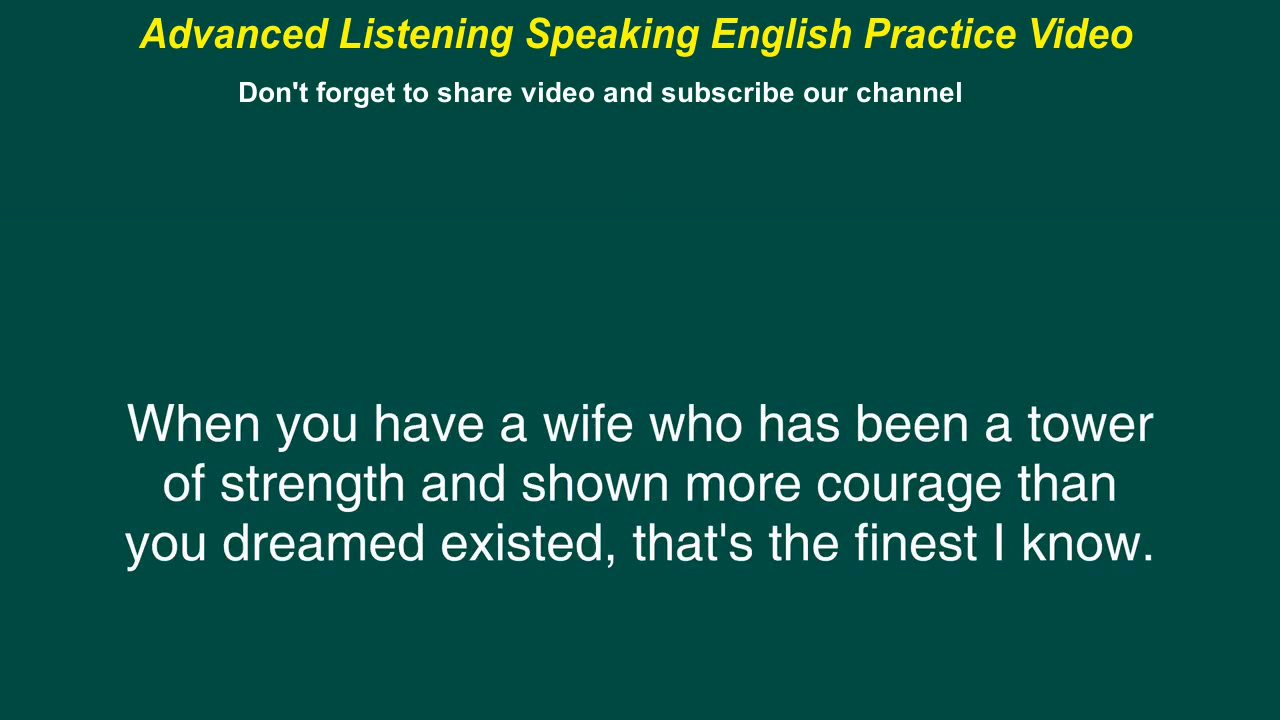 Advanced Listening Speaking English Practice Video
Don't forget to share video and subscribe our channel
When you have a wife who has been a tower
of strength and shown more courage than
you dreamed existed, that's the finest I know.